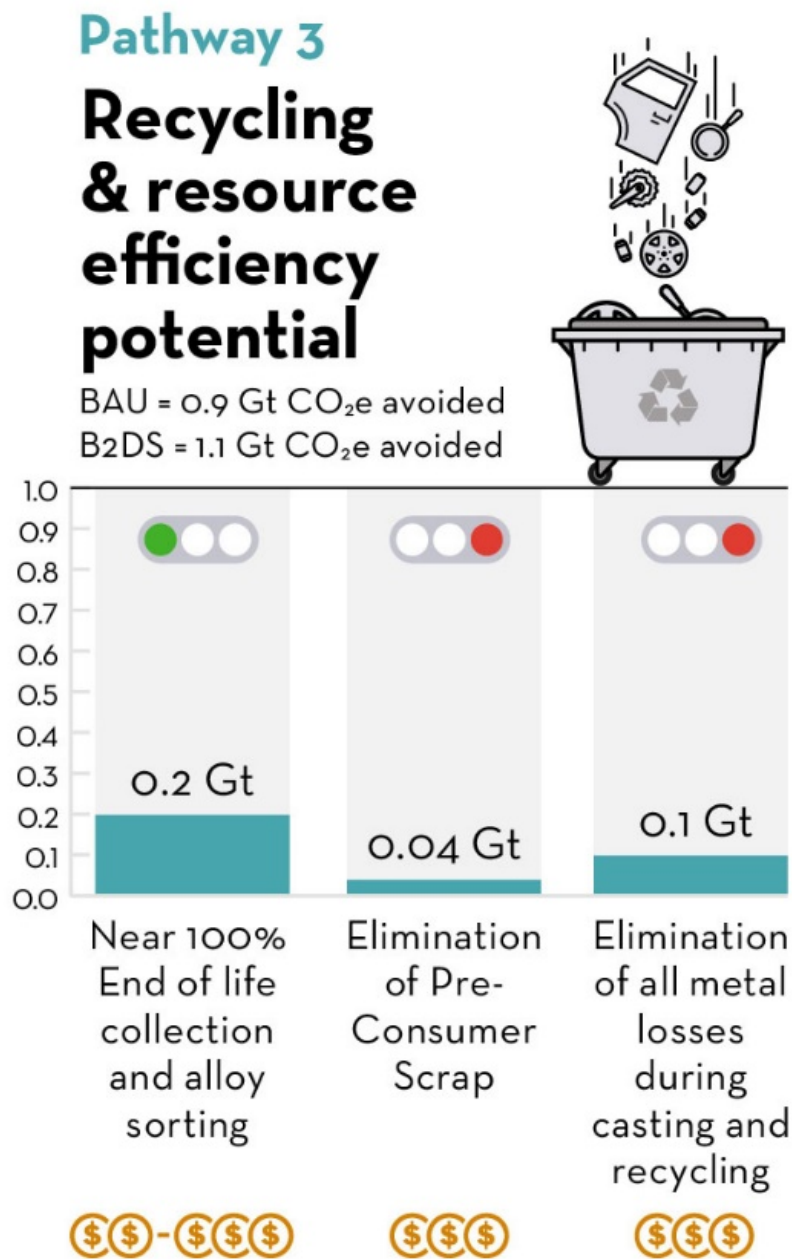 Pathway 3
Recycling
& resource
efficiency
potential
BAU = 0.9 Gt CO₂e avoided
B2DS = 1.1 Gt CO₂e avoided
1.0
0.9
0.8
0.7
0.6
0.5
0.4
0.3
0.2
0.1
0.0
0.2 Gt
0.04 Gt
0.1 Gt
Near 100%
End of life
collection
and alloy
sorting
Elimination
of Pre-
Consumer
Scrap
Elimination
of all metal
losses
during
casting and
recycling
$$-$$$
$$$
$$$